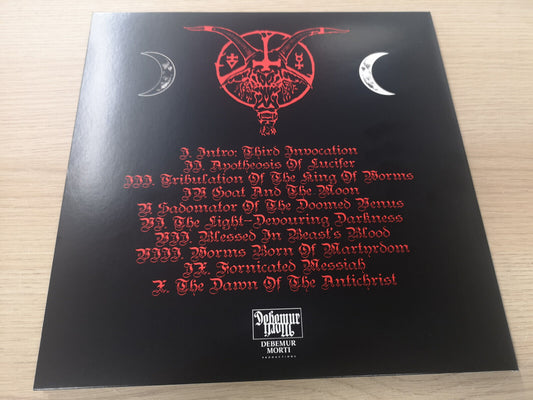 I. Intro: Third Invocation
II. Apotheosis Of Lucifer
III. Tribulation Of The King Of Worms
IV Goat And The Moon
V Sadomator Of The Doomed Venus
VI. The Light-Devouring Darkness
VII. Blessed In Beast's Blood
VIII. Worms Born Of Martyrdom
IX. Fornicated Messiah
X. The Dawn Of The Antichrist
Debemur
Morti
DEBEMUR
MORTI
PRODUCTIONS